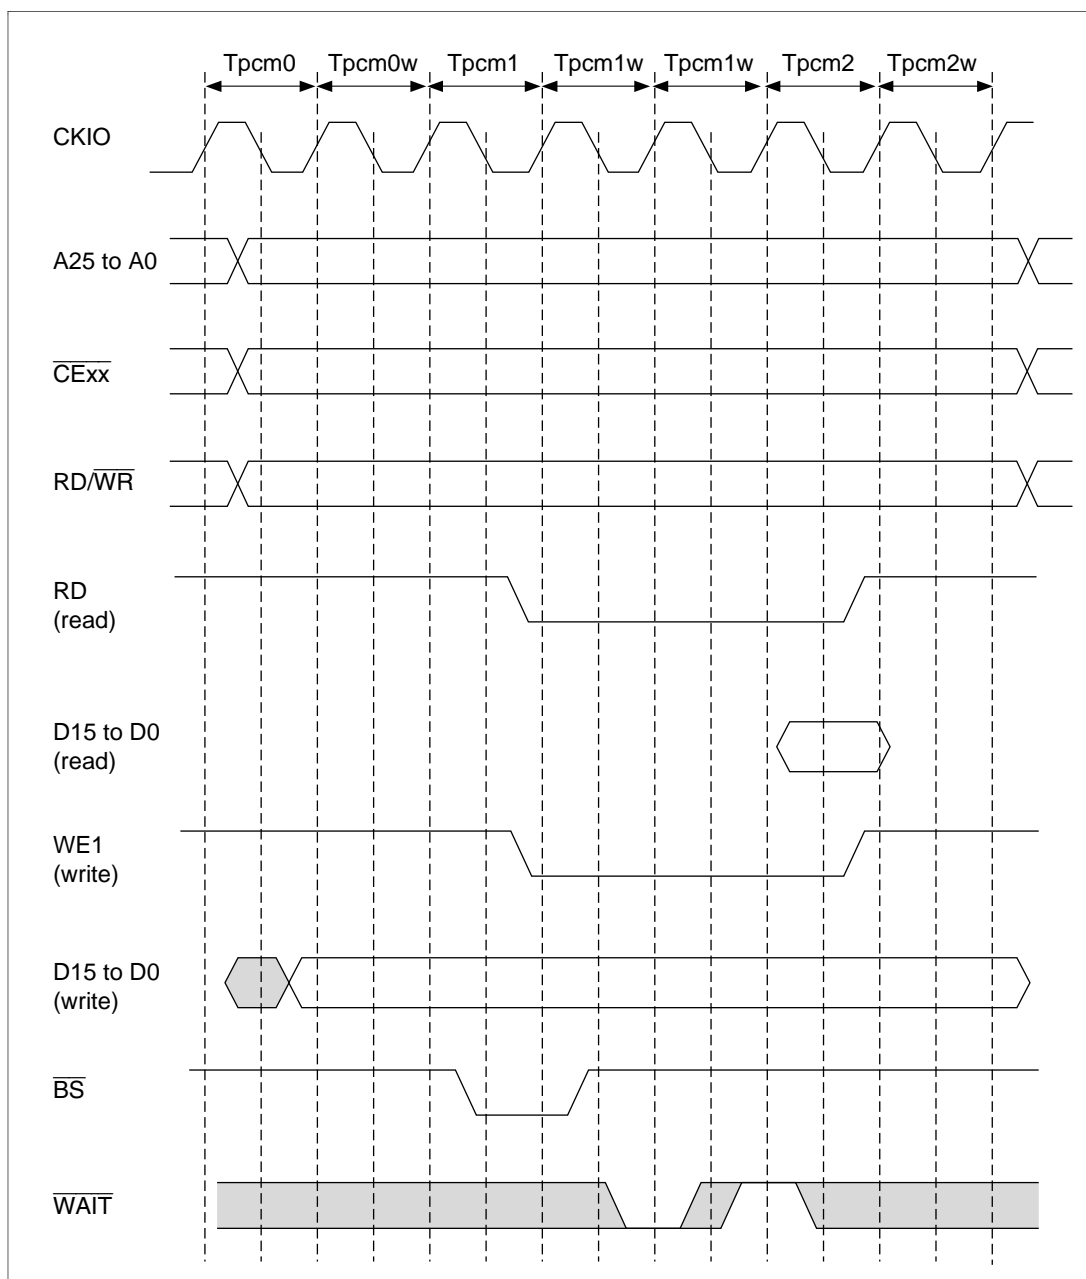 Tpcm0 Tpcm0w Tpcm1 Tpcm1w Tpcm1w Tpcm2 Tpcm2w
CKIO
A25 to A0
CExx
RD/WR
RD
(read)
D15 to D0
(read)
WE1
(write)
D15 to D0
(write)
BS
WAIT